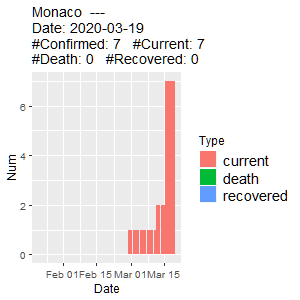 Monaco  ---
Date: 2020-03-19
#Confirmed: 7   #Current: 7
#Death: 0   #Recovered: 0
Num
6
4
2
0
Feb 01 Feb 15 Mar 01 Mar 15
Date
Type
current
death
recovered